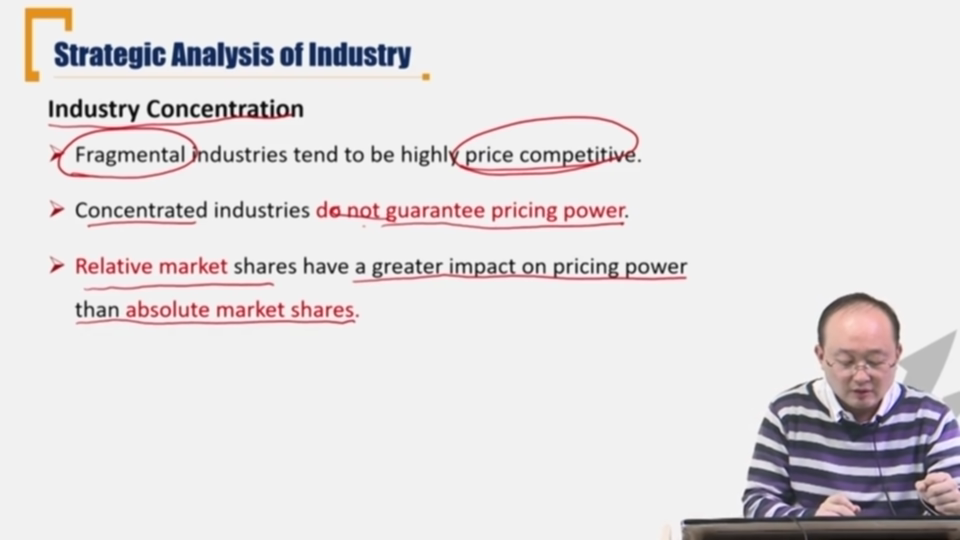 Strategic Analysis of Industry
Industry Concentration
Fragmental industries tend to be highly price competitive.
Concentrated industries do not guarantee pricing power.
Relative market shares have a greater impact on pricing power
than absolute market shares.